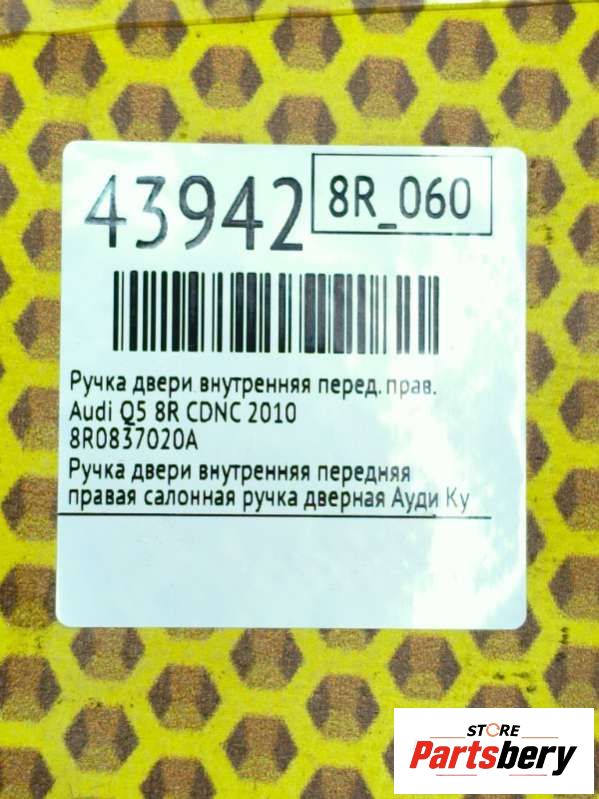 43942
8R_060
Ручка двери внутренняя перед. прав.
Audi Q5 8R CDNC 2010
8R0837020A
Ручка двери внутренняя передняя
правая салонная ручка дверная Ауди Ку
STORE
Partsbery